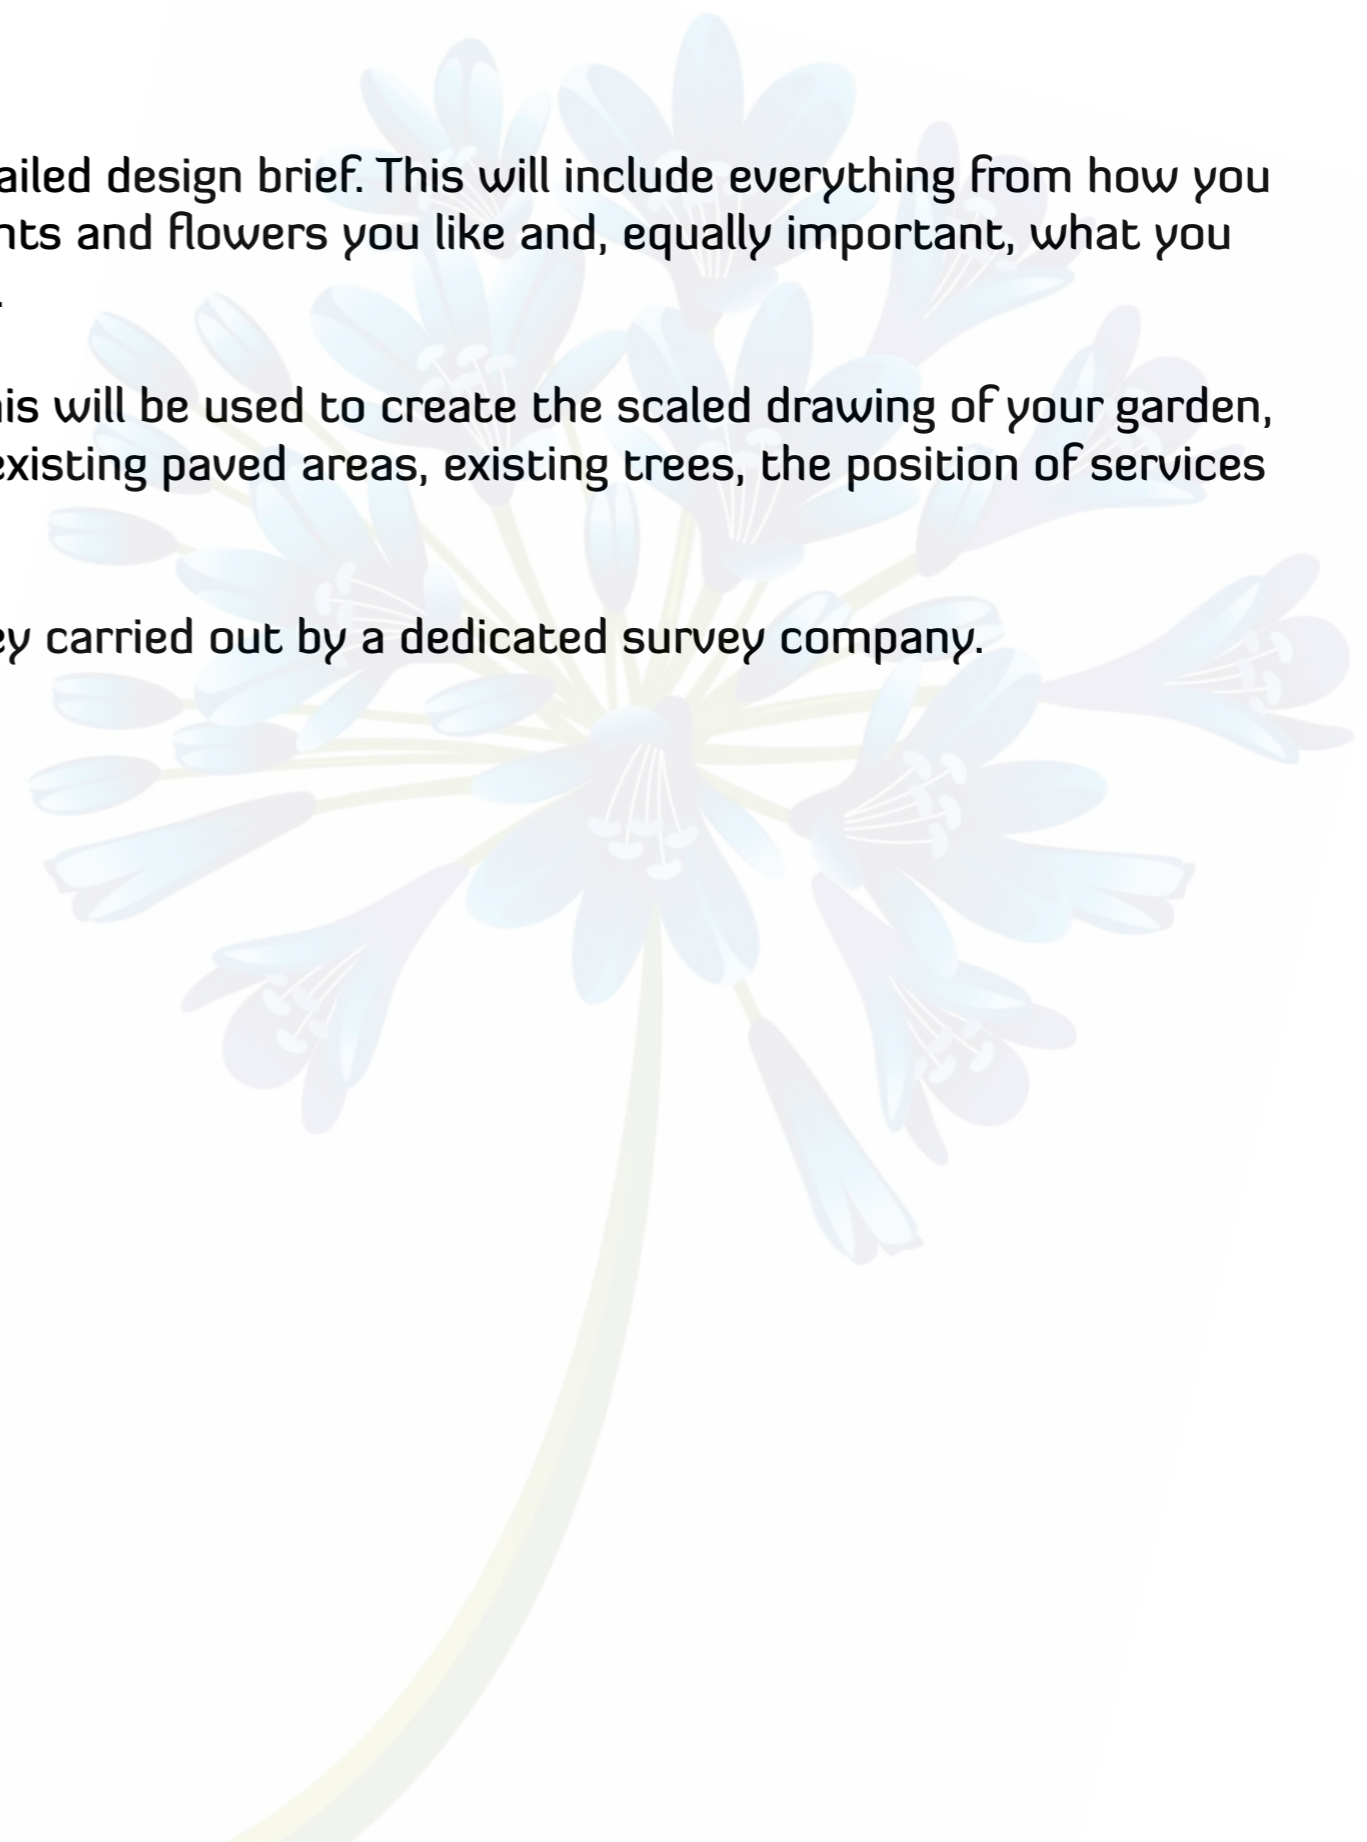 ailed design brief. This will include everything from how you
nts and flowers you like and, equally important, what you
.
his will be used to create the scaled drawing of your garden,
existing paved areas, existing trees, the position of services
ey carried out by a dedicated survey company.